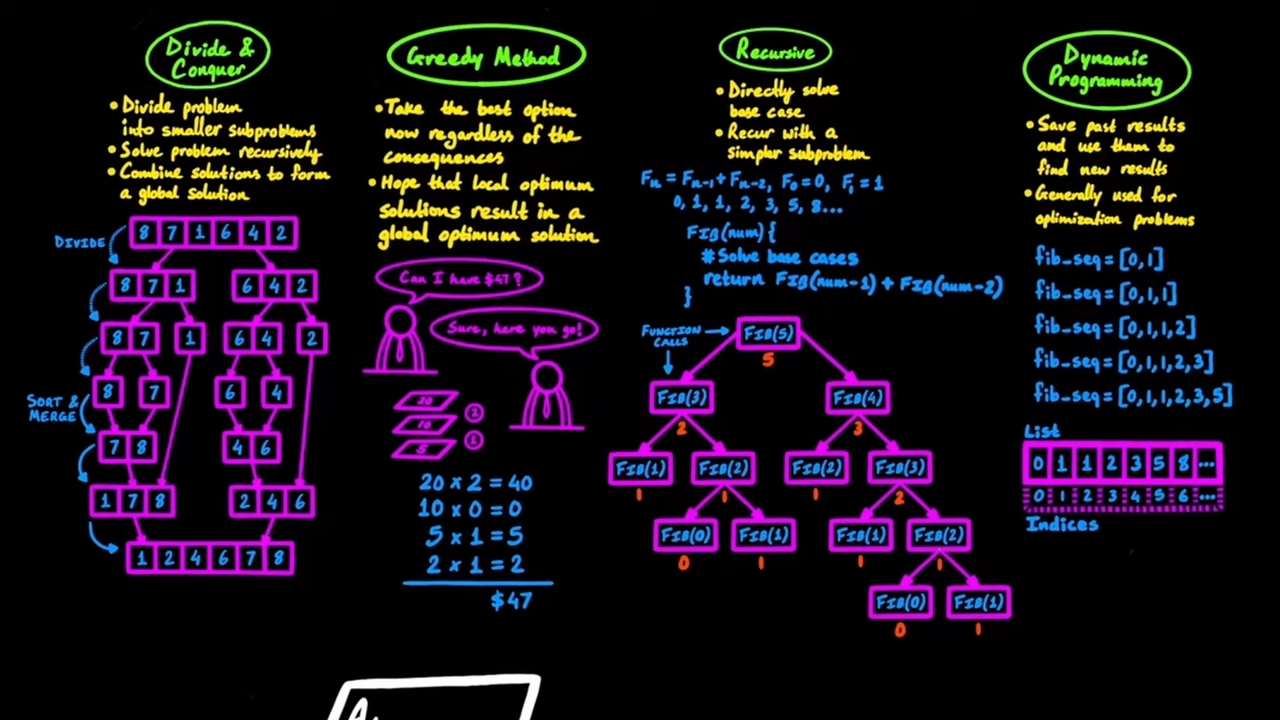 Divide &
Conquer
• Divide problem
into smaller subproblems
• Solve problem recursively
• Combine solutions to form
a global solution
DIVIDE
8 7 1 6 4 2
8 7 1
6 4 2
8 7
1
6 4
2
8
7
6
4
SORT &
MERGE
7 8
4 6
1 7 8
2 4 6
1 2 4 6 7 8
Greedy Method
• Take the best option
now regardless of the
consequences
• Hope that local optimum
solutions result in a
global optimum solution
Can I have $47?
Sure, here you go!
20
10
5
2
1
20 x 2 = 40
10 x 0 = 0
5 x 1 = 5
2 x 1 = 2
$47
Recursive
• Directly solve
base case
• Recur with a
simpler subproblem
Fn = Fn-1 + Fn-2, F0 = 0, F1 = 1
0, 1, 1, 2, 3, 5, 8...
FIB(num) {
# Solve base cases
return FIB(num-1) + FIB(num-2)
}
FUNCTION
CALLS
FIB(5)
5
FIB(3)
2
FIB(4)
3
FIB(1)
1
FIB(2)
1
FIB(2)
1
FIB(3)
2
FIB(0)
0
FIB(1)
1
FIB(1)
1
FIB(2)
1
FIB(0)
0
FIB(1)
1
Dynamic
Programming
• Save past results
and use them to
find new results
• Generally used for
optimization problems
fib_seq = [0,1]
fib_seq = [0,1,1]
fib_seq = [0,1,1,2]
fib_seq = [0,1,1,2,3]
fib_seq = [0,1,1,2,3,5]
List
0 1 1 2 3 5 8 ...
0 1 2 3 4 5 6 ...
Indices